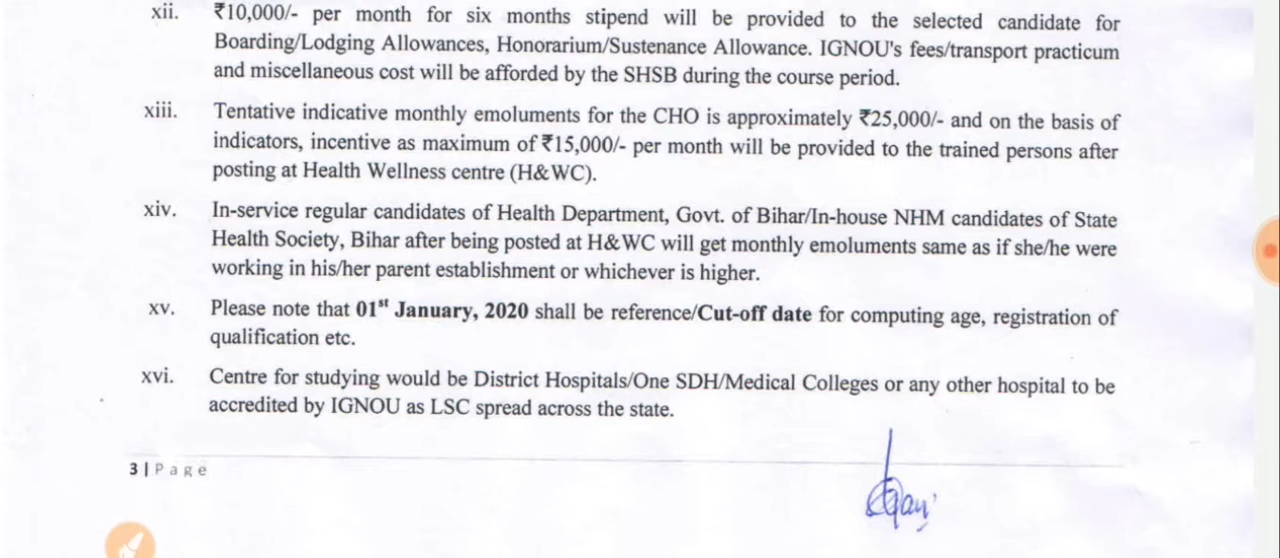 xii. ₹10,000/- per month for six months stipend will be provided to the selected candidate for
Boarding/Lodging Allowances, Honorarium/Sustenance Allowance. IGNOU's fees/transport practicum
and miscellaneous cost will be afforded by the SHSB during the course period.
xiii. Tentative indicative monthly emoluments for the CHO is approximately ₹25,000/- and on the basis of
indicators, incentive as maximum of ₹15,000/- per month will be provided to the trained persons after
posting at Health Wellness centre (H&WC).
xiv. In-service regular candidates of Health Department, Govt. of Bihar/In-house NHM candidates of State
Health Society, Bihar after being posted at H&WC will get monthly emoluments same as if she/he were
working in his/her parent establishment or whichever is higher.
xv. Please note that 01st January, 2020 shall be reference/Cut-off date for computing age, registration of
qualification etc.
xvi. Centre for studying would be District Hospitals/One SDH/Medical Colleges or any other hospital to be
accredited by IGNOU as LSC spread across the state.
3 | Page